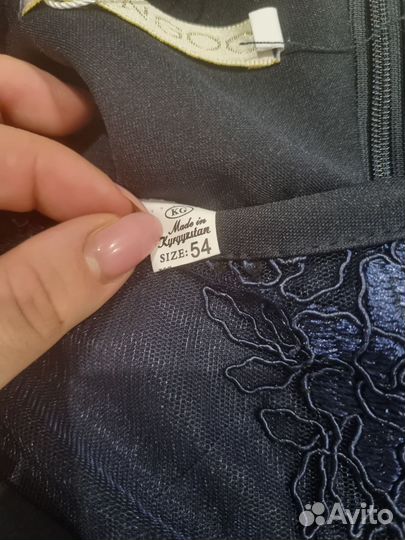 KG
Made in
Kyrgyzstan
SIZE: 54
Avito